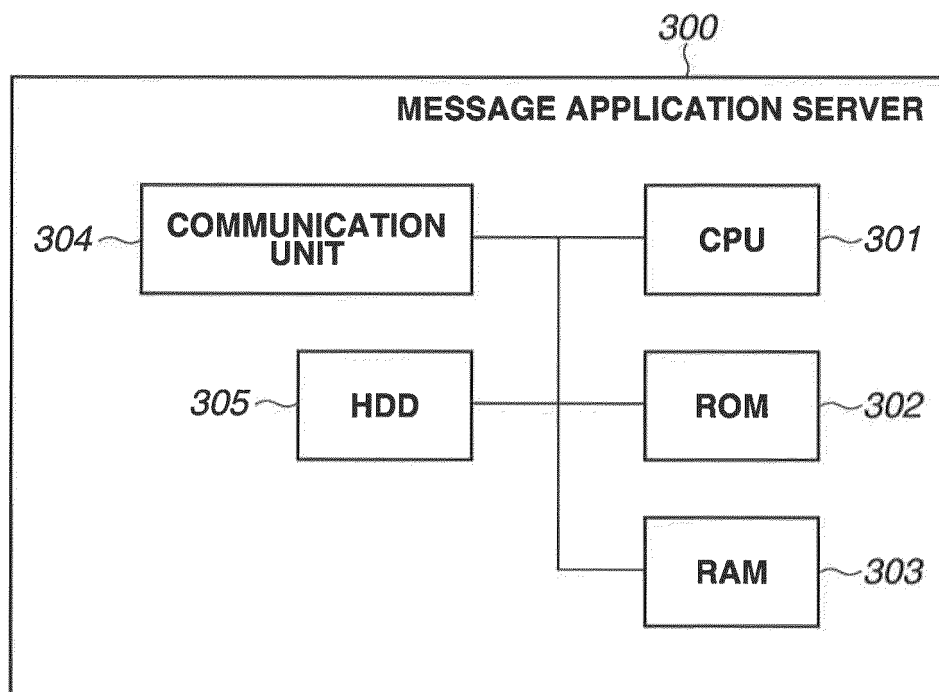 300
MESSAGE APPLICATION SERVER
304
COMMUNICATION
UNIT
CPU
301
305
HDD
ROM
302
RAM
303